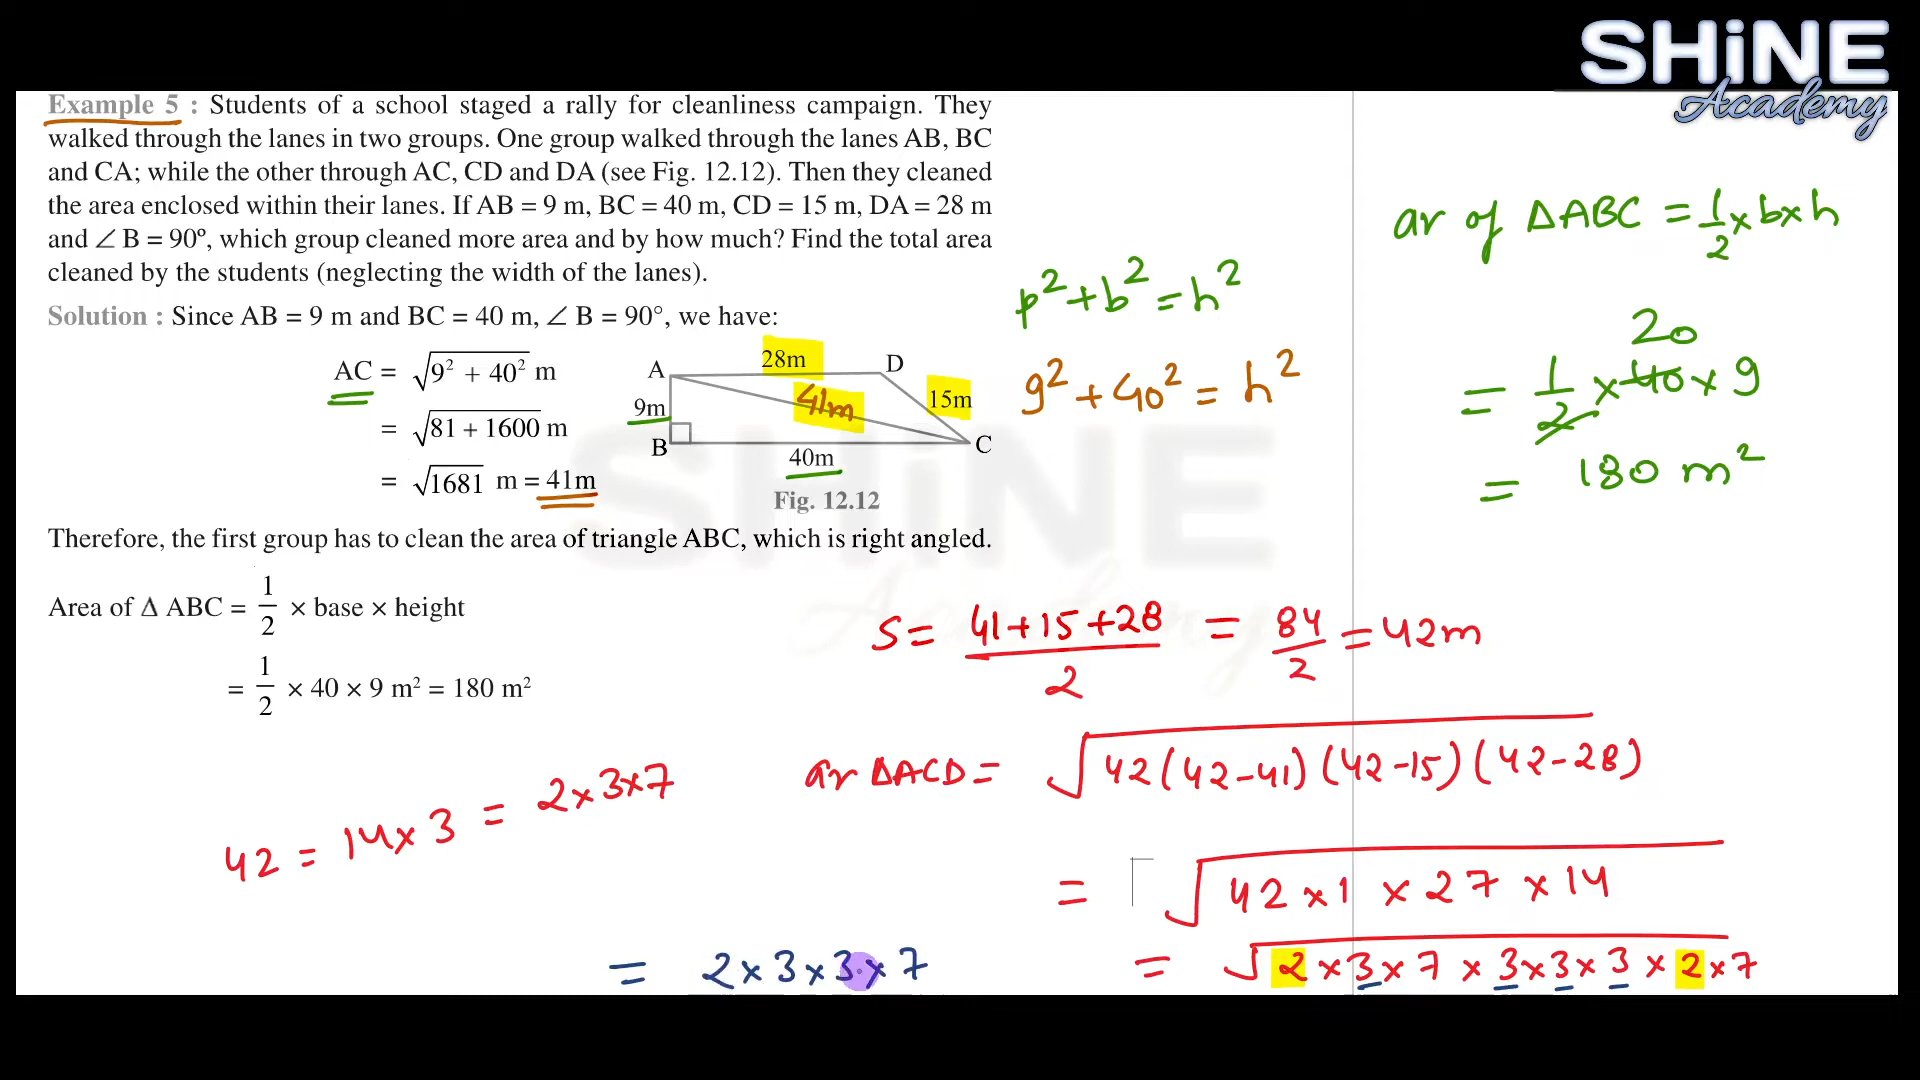 SHiNE
Academy
Example 5 : Students of a school staged a rally for cleanliness campaign. They
walked through the lanes in two groups. One group walked through the lanes AB, BC
and CA; while the other through AC, CD and DA (see Fig. 12.12). Then they cleaned
the area enclosed within their lanes. If AB = 9 m, BC = 40 m, CD = 15 m, DA = 28 m
and ∠ B = 90º, which group cleaned more area and by how much? Find the total area
cleaned by the students (neglecting the width of the lanes).
Solution : Since AB = 9 m and BC = 40 m, ∠ B = 90°, we have:
AC = √(9² + 40²) m
= √(81 + 1600) m
= √1681 m = 41m
A
28m
D
9m
41m
15m
B
40m
C
Fig. 12.12
Therefore, the first group has to clean the area of triangle ABC, which is right angled.
Area of Δ ABC = 1/2 × base × height
= 1/2 × 40 × 9 m² = 180 m²
p² + b² = h²
9² + 40² = h²
ar of ΔABC = 1/2 × b × h
20
= 1/2 × 40 × 9
= 180 m²
SHiNE
Academy
S = (41+15+28)/2 = 84/2 = 42m
ar ΔACD = √(42(42-41)(42-15)(42-28))
42 = 14 × 3 = 2×3×7
= √(42 × 1 × 27 × 14)
= √(2 × 3 × 7 × 3 × 3 × 3 × 2 × 7)
= 2 × 3 × 3 × 7